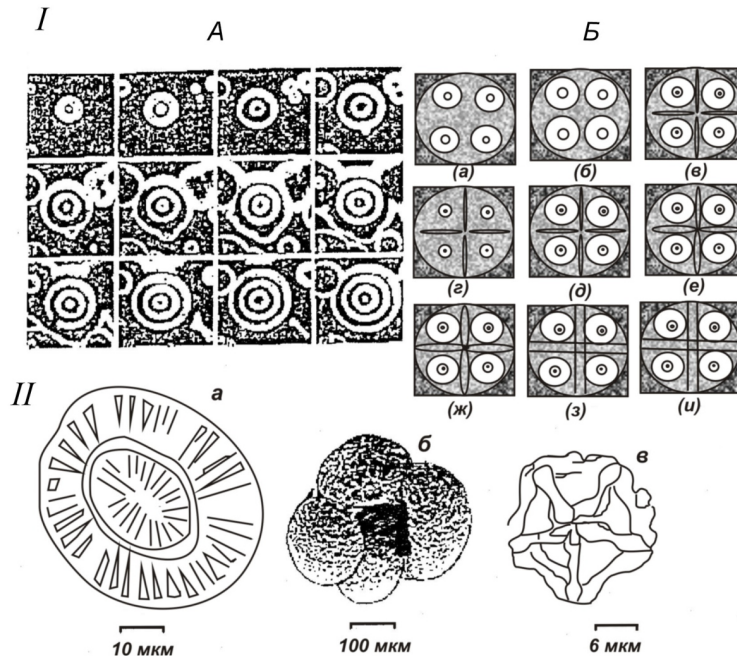 I
А Б
(а) (б) (в)
(г) (д) (е)
(ж) (з) (и)
II а б в
10 мкм 100 мкм 6 мкм